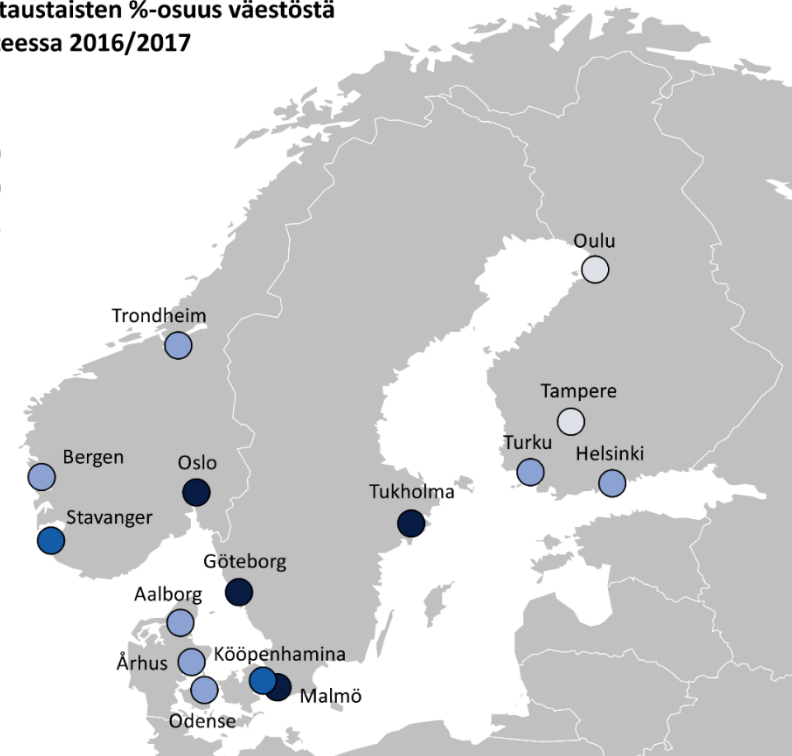 taustaisten %-osuus väestöstä
eessa 2016/2017
Oulu
Trondheim
Tampere
Turku
Helsinki
Bergen
Oslo
Tukholma
Stavanger
Göteborg
Aalborg
Århus
Kööpenhamina
Malmö
Odense